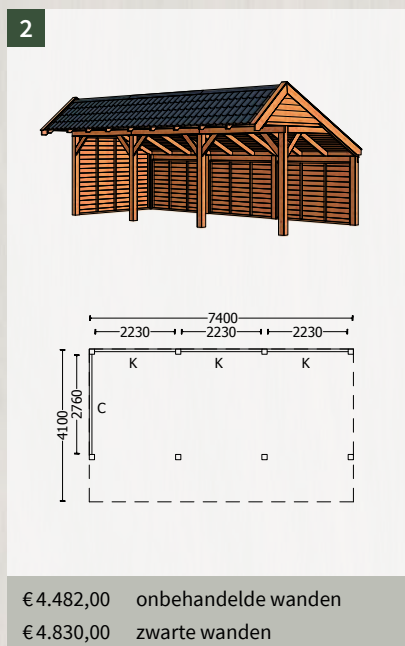 2
7400
2230 2230 2230
K K K
4100 2760 C
€ 4.482,00 onbehandelde wanden
€ 4.830,00 zwarte wanden